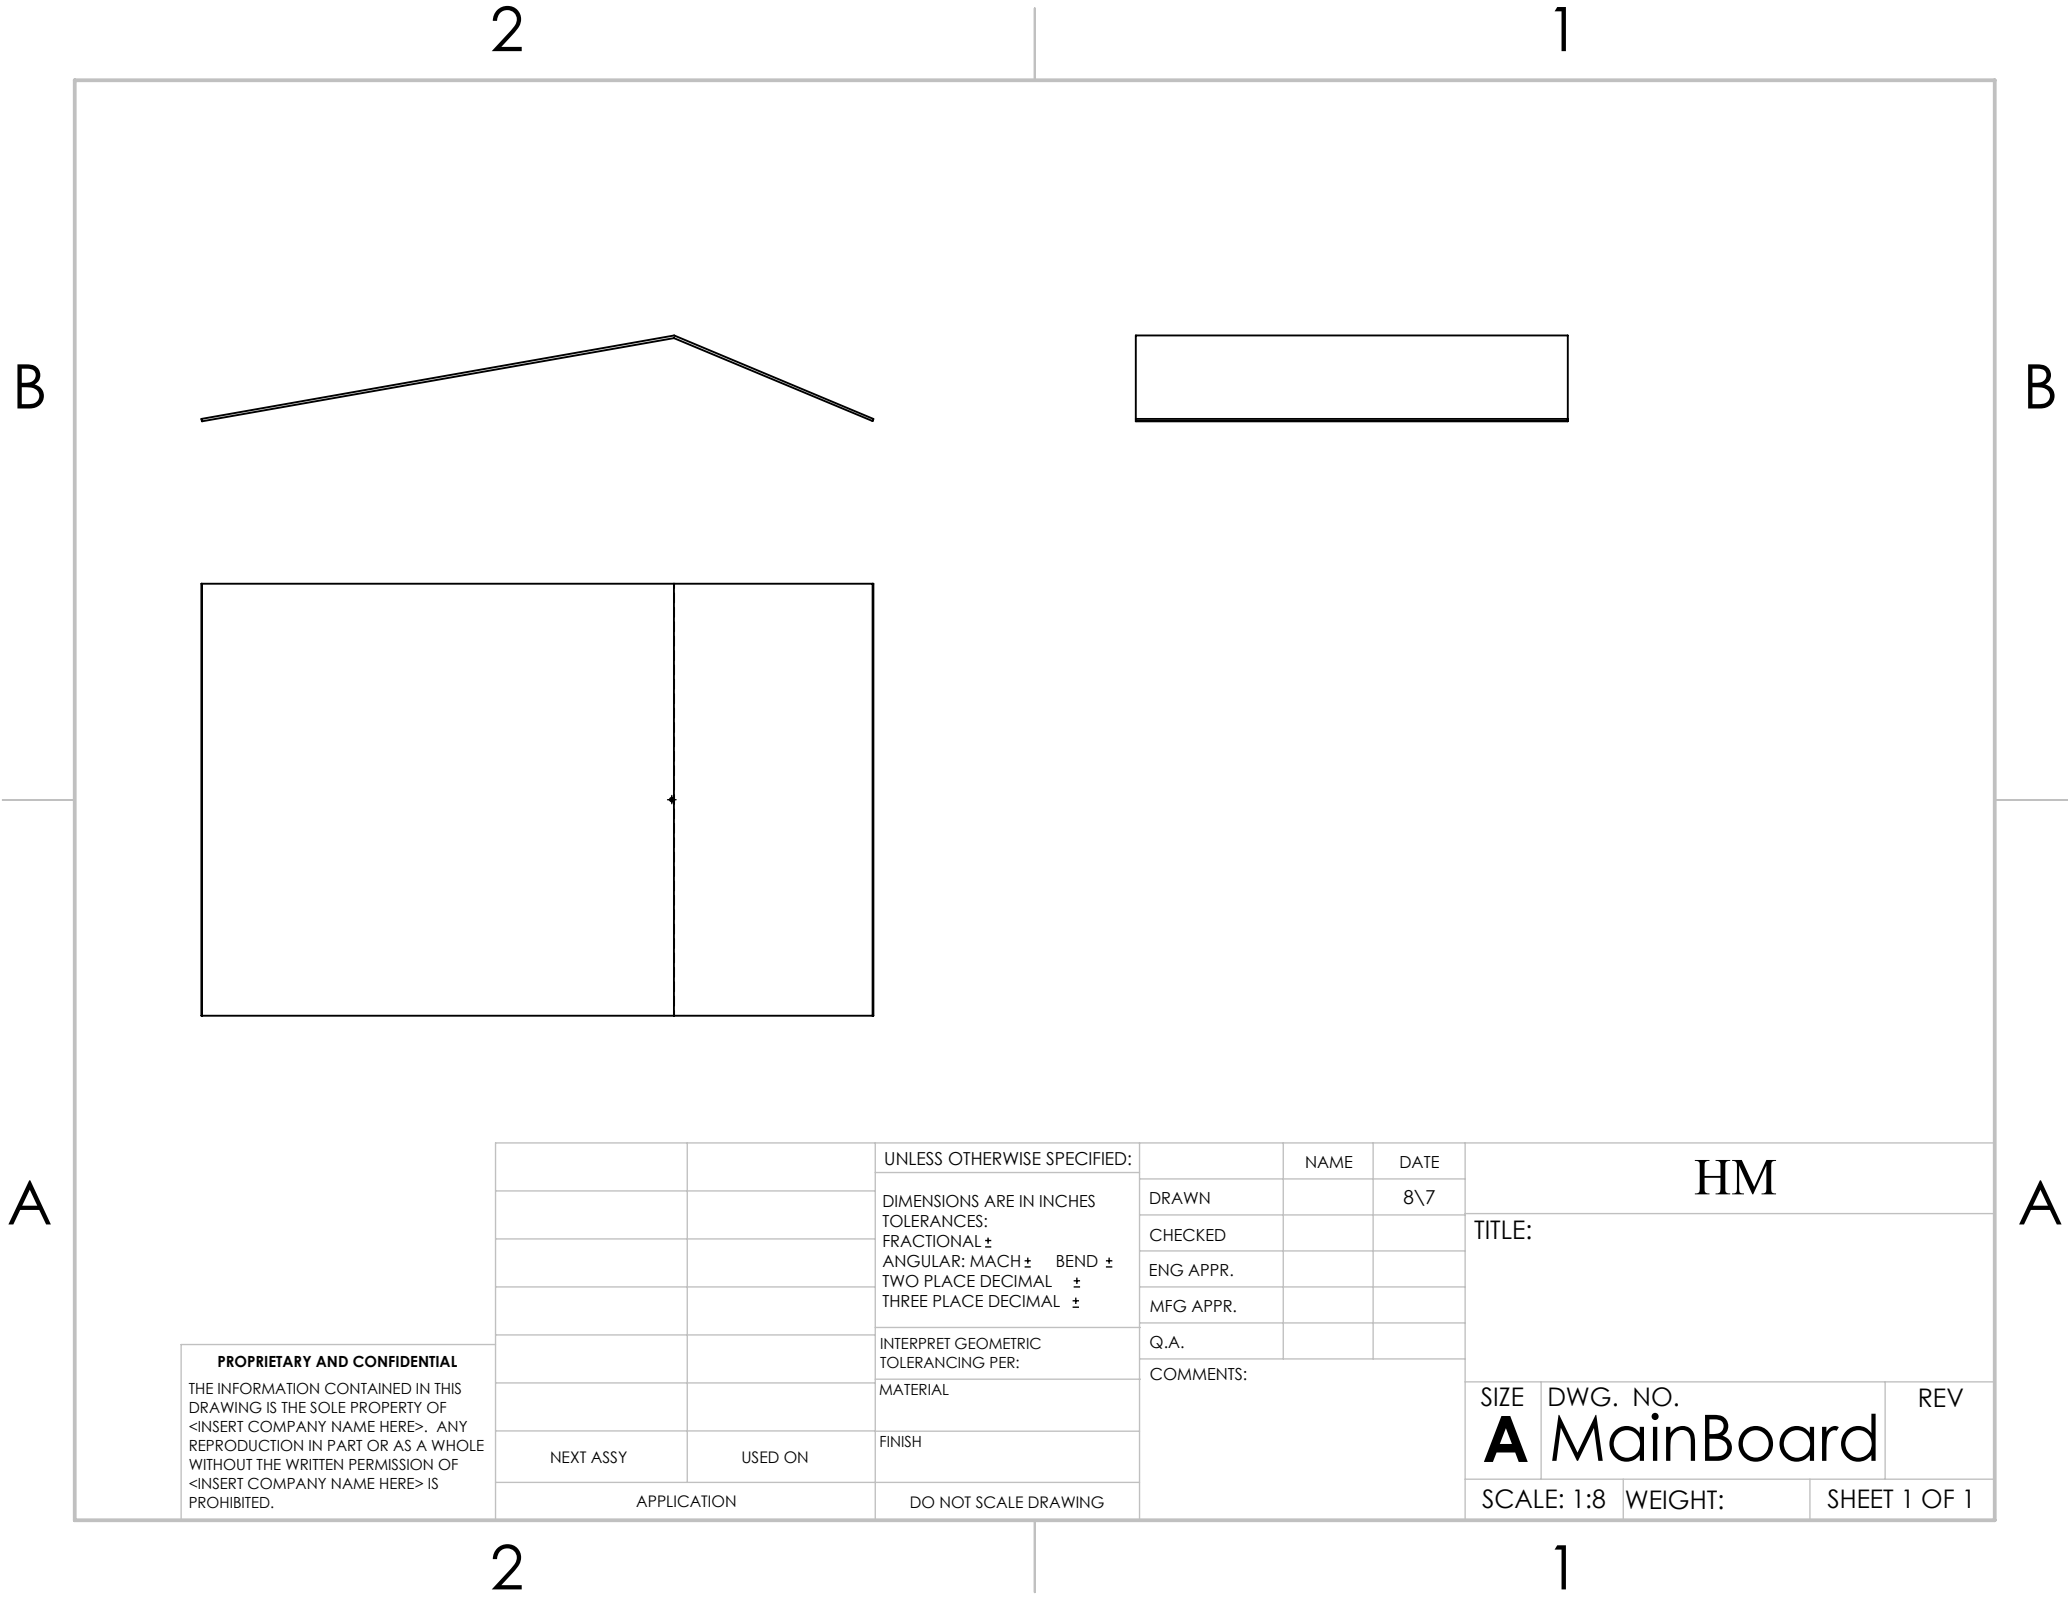 2 1
B B
A A
UNLESS OTHERWISE SPECIFIED:
DIMENSIONS ARE IN INCHES
TOLERANCES:
FRACTIONAL ±
ANGULAR: MACH ± BEND ±
TWO PLACE DECIMAL ±
THREE PLACE DECIMAL ±
INTERPRET GEOMETRIC
TOLERANCING PER:
MATERIAL
FINISH
DO NOT SCALE DRAWING
NAME DATE
DRAWN 8\7
CHECKED
ENG APPR.
MFG APPR.
Q.A.
COMMENTS:
HM
TITLE:
SIZE DWG. NO. REV
A MainBoard
SCALE: 1:8 WEIGHT: SHEET 1 OF 1
PROPRIETARY AND CONFIDENTIAL
THE INFORMATION CONTAINED IN THIS
DRAWING IS THE SOLE PROPERTY OF
<INSERT COMPANY NAME HERE>. ANY
REPRODUCTION IN PART OR AS A WHOLE
WITHOUT THE WRITTEN PERMISSION OF
<INSERT COMPANY NAME HERE> IS
PROHIBITED.
NEXT ASSY USED ON
APPLICATION
2 1